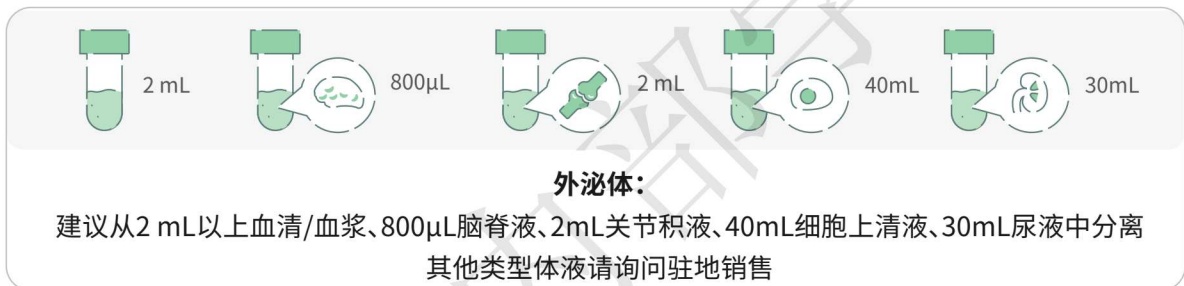 2 mL
800μL
2 mL
40mL
30mL
外泌体：
建议从2 mL以上血清/血浆、800μL脑脊液、2mL关节积液、40mL细胞上清液、30mL尿液中分离
其他类型体液请询问驻地销售